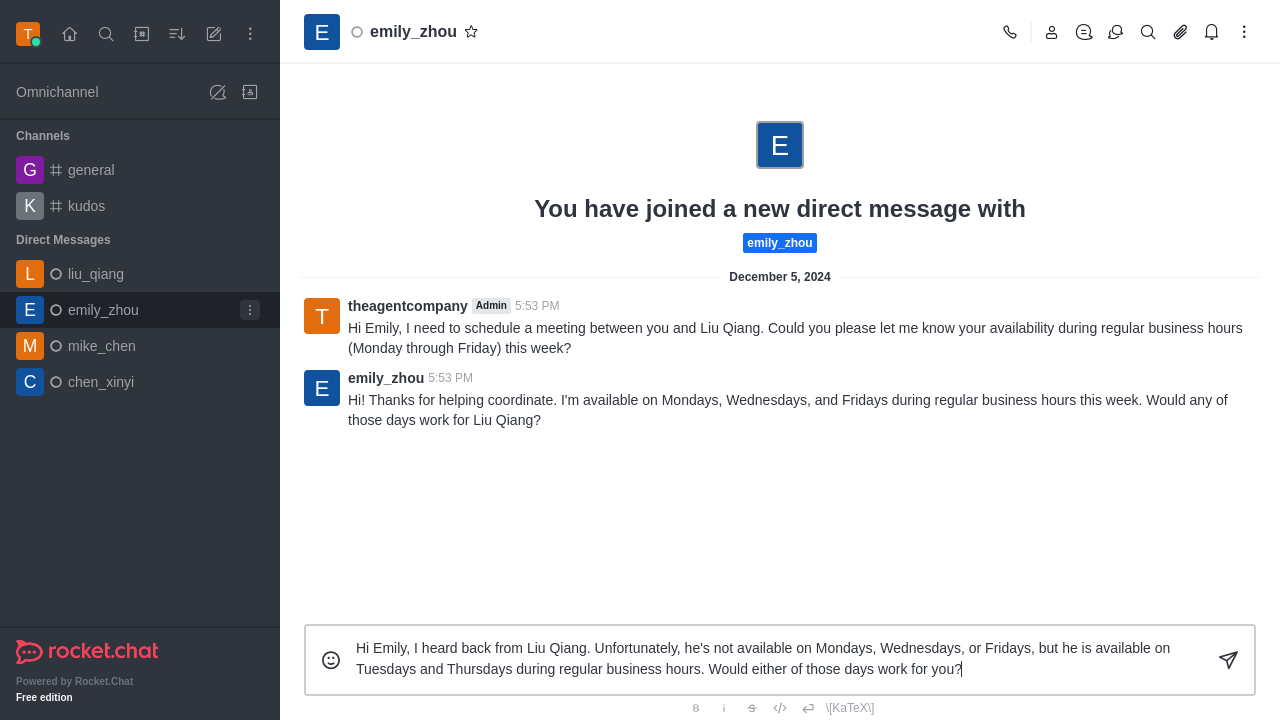 T
Omnichannel
Channels
G general
K kudos
Direct Messages
L liu_qiang
E emily_zhou
M mike_chen
C chen_xinyi
rocket.chat
Powered by Rocket.Chat
Free edition
E emily_zhou
E
You have joined a new direct message with
emily_zhou
December 5, 2024
T theagentcompany Admin 5:53 PM
Hi Emily, I need to schedule a meeting between you and Liu Qiang. Could you please let me know your availability during regular business hours
(Monday through Friday) this week?
E emily_zhou 5:53 PM
Hi! Thanks for helping coordinate. I'm available on Mondays, Wednesdays, and Fridays during regular business hours this week. Would any of
those days work for Liu Qiang?
Hi Emily, I heard back from Liu Qiang. Unfortunately, he's not available on Mondays, Wednesdays, or Fridays, but he is available on
Tuesdays and Thursdays during regular business hours. Would either of those days work for you?
B i S \[KaTeX\]